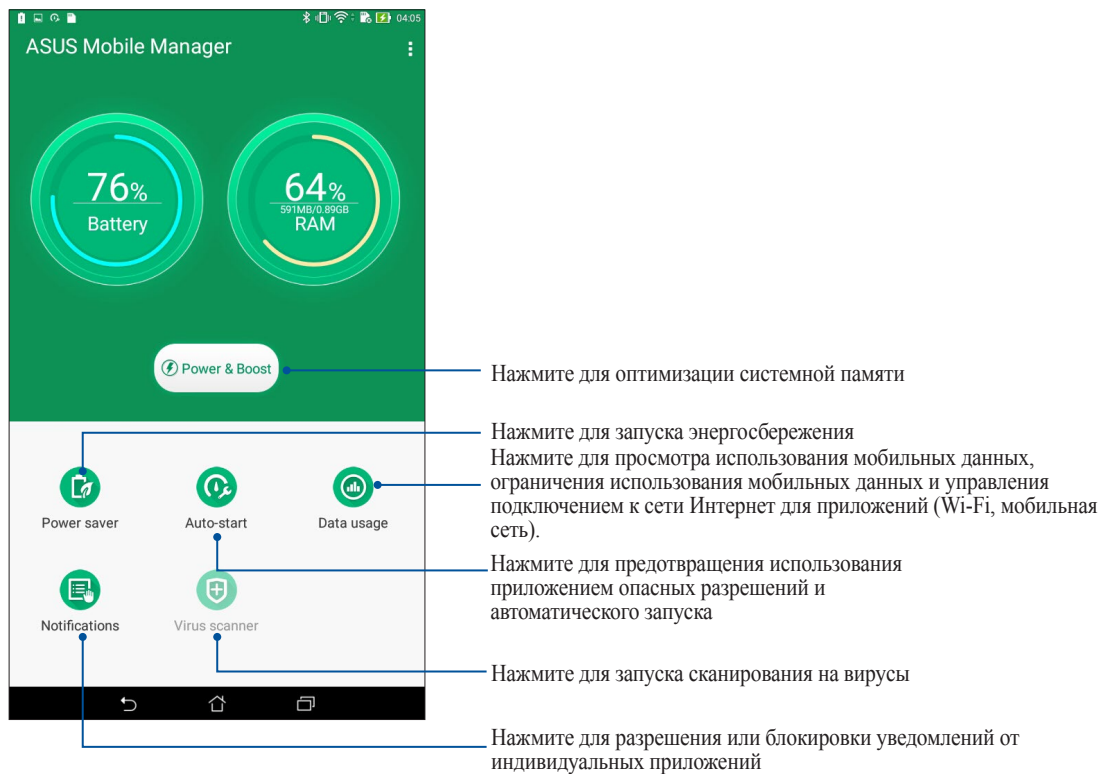 04:05
ASUS Mobile Manager
76%
Battery
64%
591MB/0.89GB
RAM
Power & Boost
Нажмите для оптимизации системной памяти
Нажмите для запуска энергосбережения
Нажмите для просмотра использования мобильных данных,
ограничения использования мобильных данных и управления
подключением к сети Интернет для приложений (Wi-Fi, мобильная
сеть).
Power saver
Auto-start
Data usage
Нажмите для предотвращения использования
приложением опасных разрешений и
автоматического запуска
Notifications
Virus scanner
Нажмите для запуска сканирования на вирусы
Нажмите для разрешения или блокировки уведомлений от
индивидуальных приложений